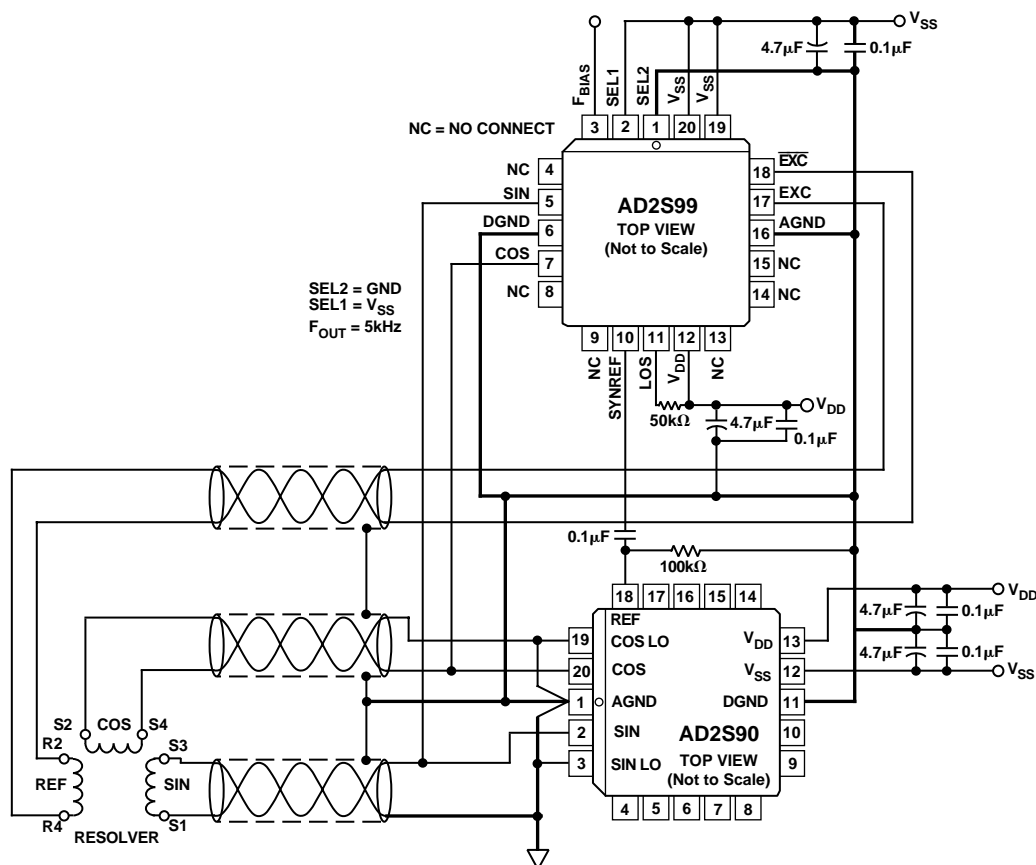 V_SS
4.7μF
0.1μF
F_BIAS
SEL1
SEL2
V_SS
V_SS
NC = NO CONNECT
3
2
1
20
19
NC
4
SIN
5
DGND
6
COS
7
NC
8
AD2S99
TOP VIEW
(Not to Scale)
18
EXC
17
EXC
16
AGND
15
NC
14
NC
SEL2 = GND
SEL1 = V_SS
F_OUT = 5kHz
9
10
11
12
13
NC
SYNREF
LOS
V_DD
NC
50kΩ
4.7μF
0.1μF
V_DD
0.1μF
100kΩ
18
17
16
15
14
REF
19
COS LO
20
COS
1
AGND
2
SIN
3
SIN LO
V_DD
13
V_SS
12
DGND
11
10
9
AD2S90
TOP VIEW
(Not to Scale)
4
5
6
7
8
4.7μF
0.1μF
V_DD
4.7μF
0.1μF
V_SS
S2
COS
S4
R2
S3
REF
SIN
R4
S1
RESOLVER